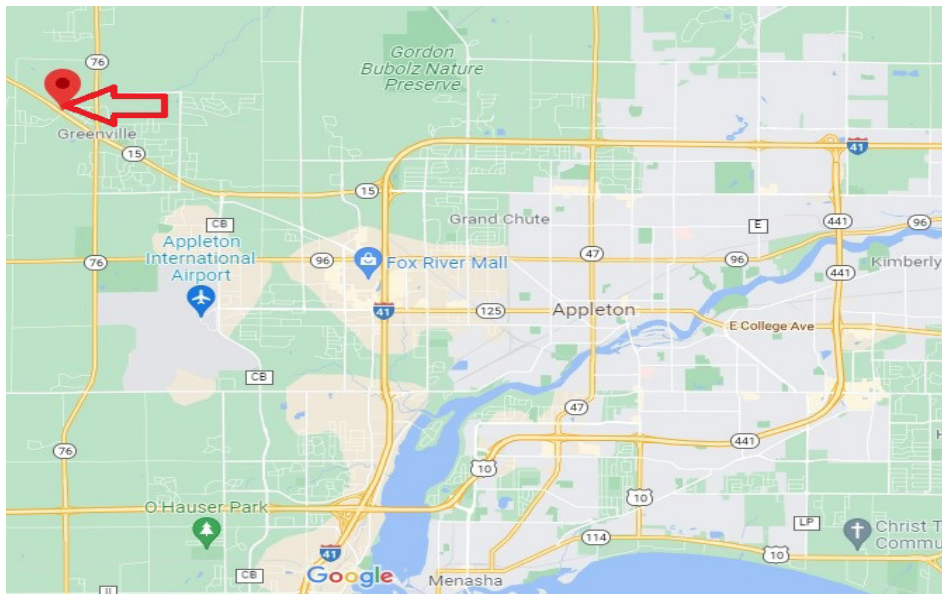 Gordon
Bubolz Nature
Preserve
76
Greenville
15
41
15
CB
Grand Chute
E
441
96
Appleton
International
Airport
47
76
96
Fox River Mall
96
Kimberly
441
41
125
Appleton
E College Ave
CB
47
76
441
10
10
O'Hauser Park
LP
Christ T
Commu
114
41
10
CB
Google
Menasha
H